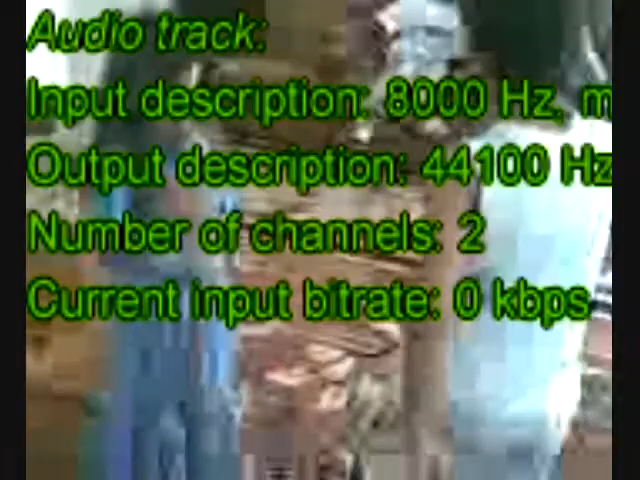 Audio track:
Input description: 8000 Hz, m
Output description: 44100 Hz
Number of channels: 2
Current input bitrate: 0 kbps